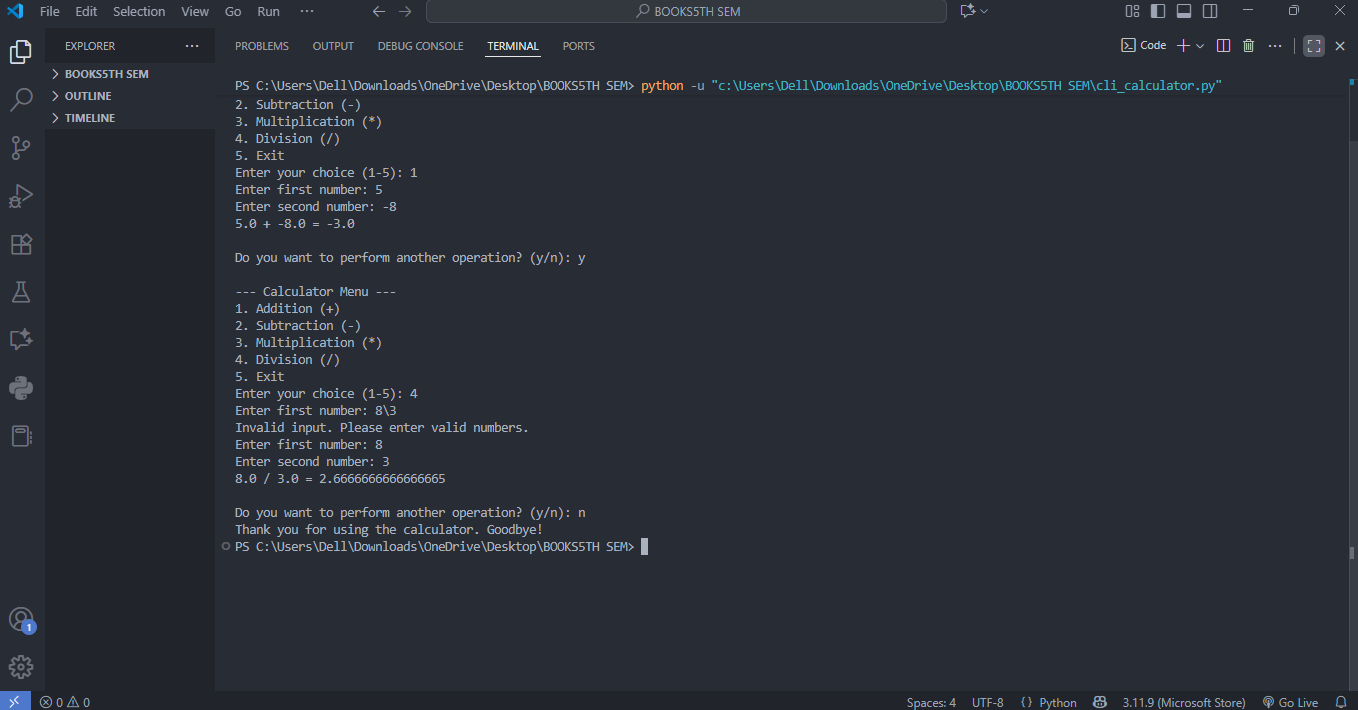 File Edit Selection View Go Run ··· BOOKS5TH SEM
EXPLORER ···
BOOKS5TH SEM
OUTLINE
TIMELINE
PROBLEMS OUTPUT DEBUG CONSOLE TERMINAL PORTS Code ···
PS C:\Users\Dell\Downloads\OneDrive\Desktop\BOOKS5TH SEM> python -u "c:\Users\Dell\Downloads\OneDrive\Desktop\BOOKS5TH SEM\cli_calculator.py"
2. Subtraction (-)
3. Multiplication (*)
4. Division (/)
5. Exit
Enter your choice (1-5): 1
Enter first number: 5
Enter second number: -8
5.0 + -8.0 = -3.0
Do you want to perform another operation? (y/n): y
--- Calculator Menu ---
1. Addition (+)
2. Subtraction (-)
3. Multiplication (*)
4. Division (/)
5. Exit
Enter your choice (1-5): 4
Enter first number: 8\3
Invalid input. Please enter valid numbers.
Enter first number: 8
Enter second number: 3
8.0 / 3.0 = 2.6666666666666665
Do you want to perform another operation? (y/n): n
Thank you for using the calculator. Goodbye!
PS C:\Users\Dell\Downloads\OneDrive\Desktop\BOOKS5TH SEM>
1
0 0 Spaces: 4 UTF-8 {} Python 3.11.9 (Microsoft Store) Go Live